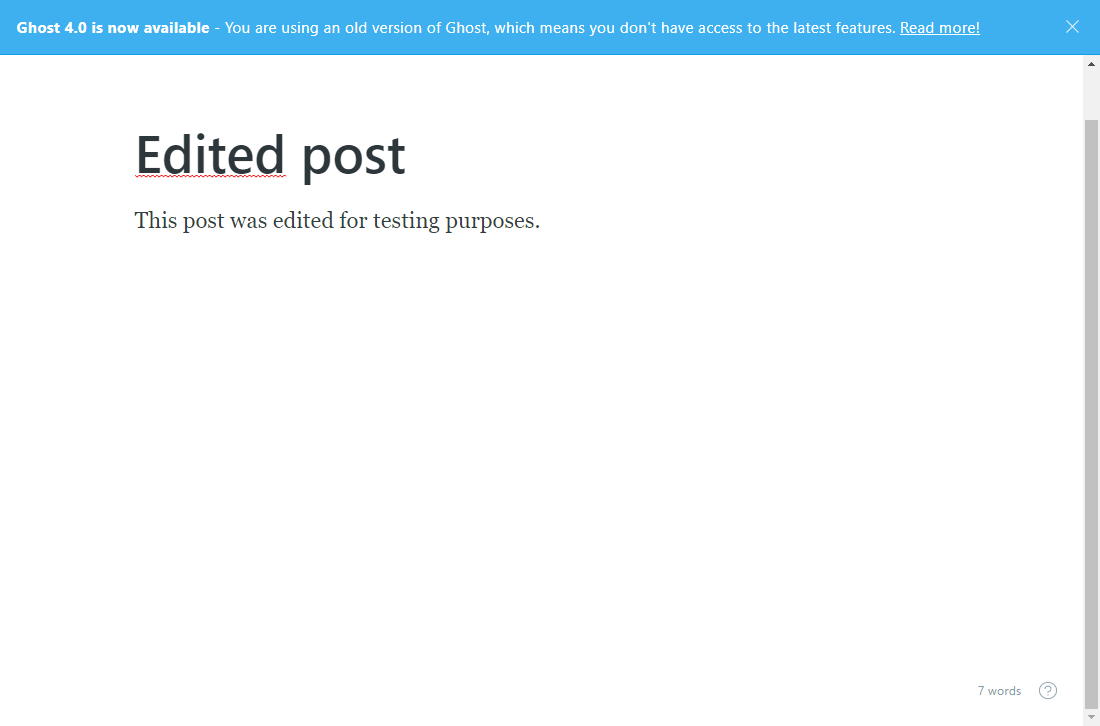 Ghost 4.0 is now available - You are using an old version of Ghost, which means you don't have access to the latest features. Read more!
Edited post
This post was edited for testing purposes.
7 words
?